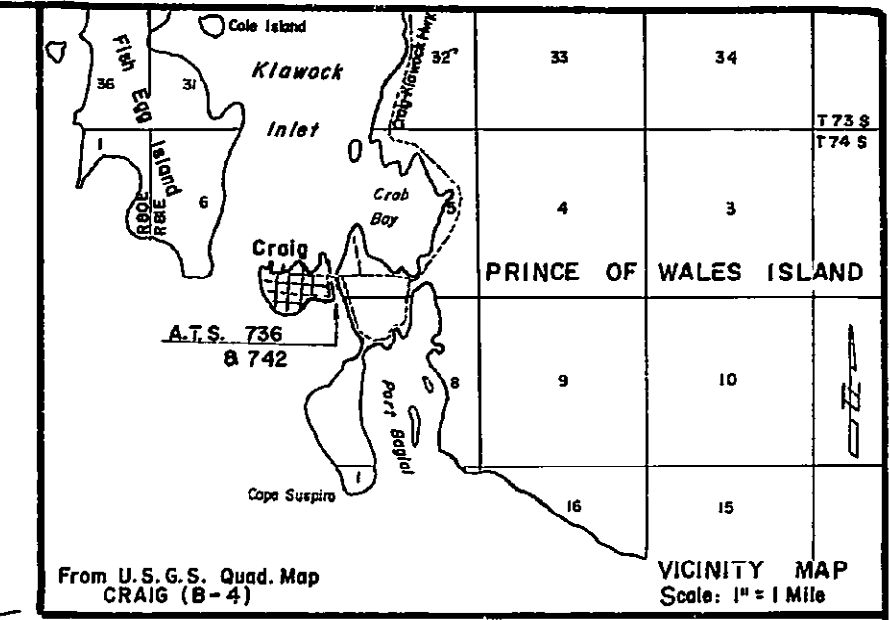 Cole Island
Fish Egg Island
Klawock
Inlet
Craig Klawock Hwy
32
33
34
36
31
T 73 S
T 74 S
1
6
R80E
R81E
Crab
Bay
5
4
3
Craig
PRINCE OF WALES ISLAND
A.T.S. 736
& 742
Port Bagial
8
9
10
1
Cape Suspiro
16
15
From U.S.G.S. Quad. Map
CRAIG (B-4)
VICINITY MAP
Scale: 1" = 1 Mile